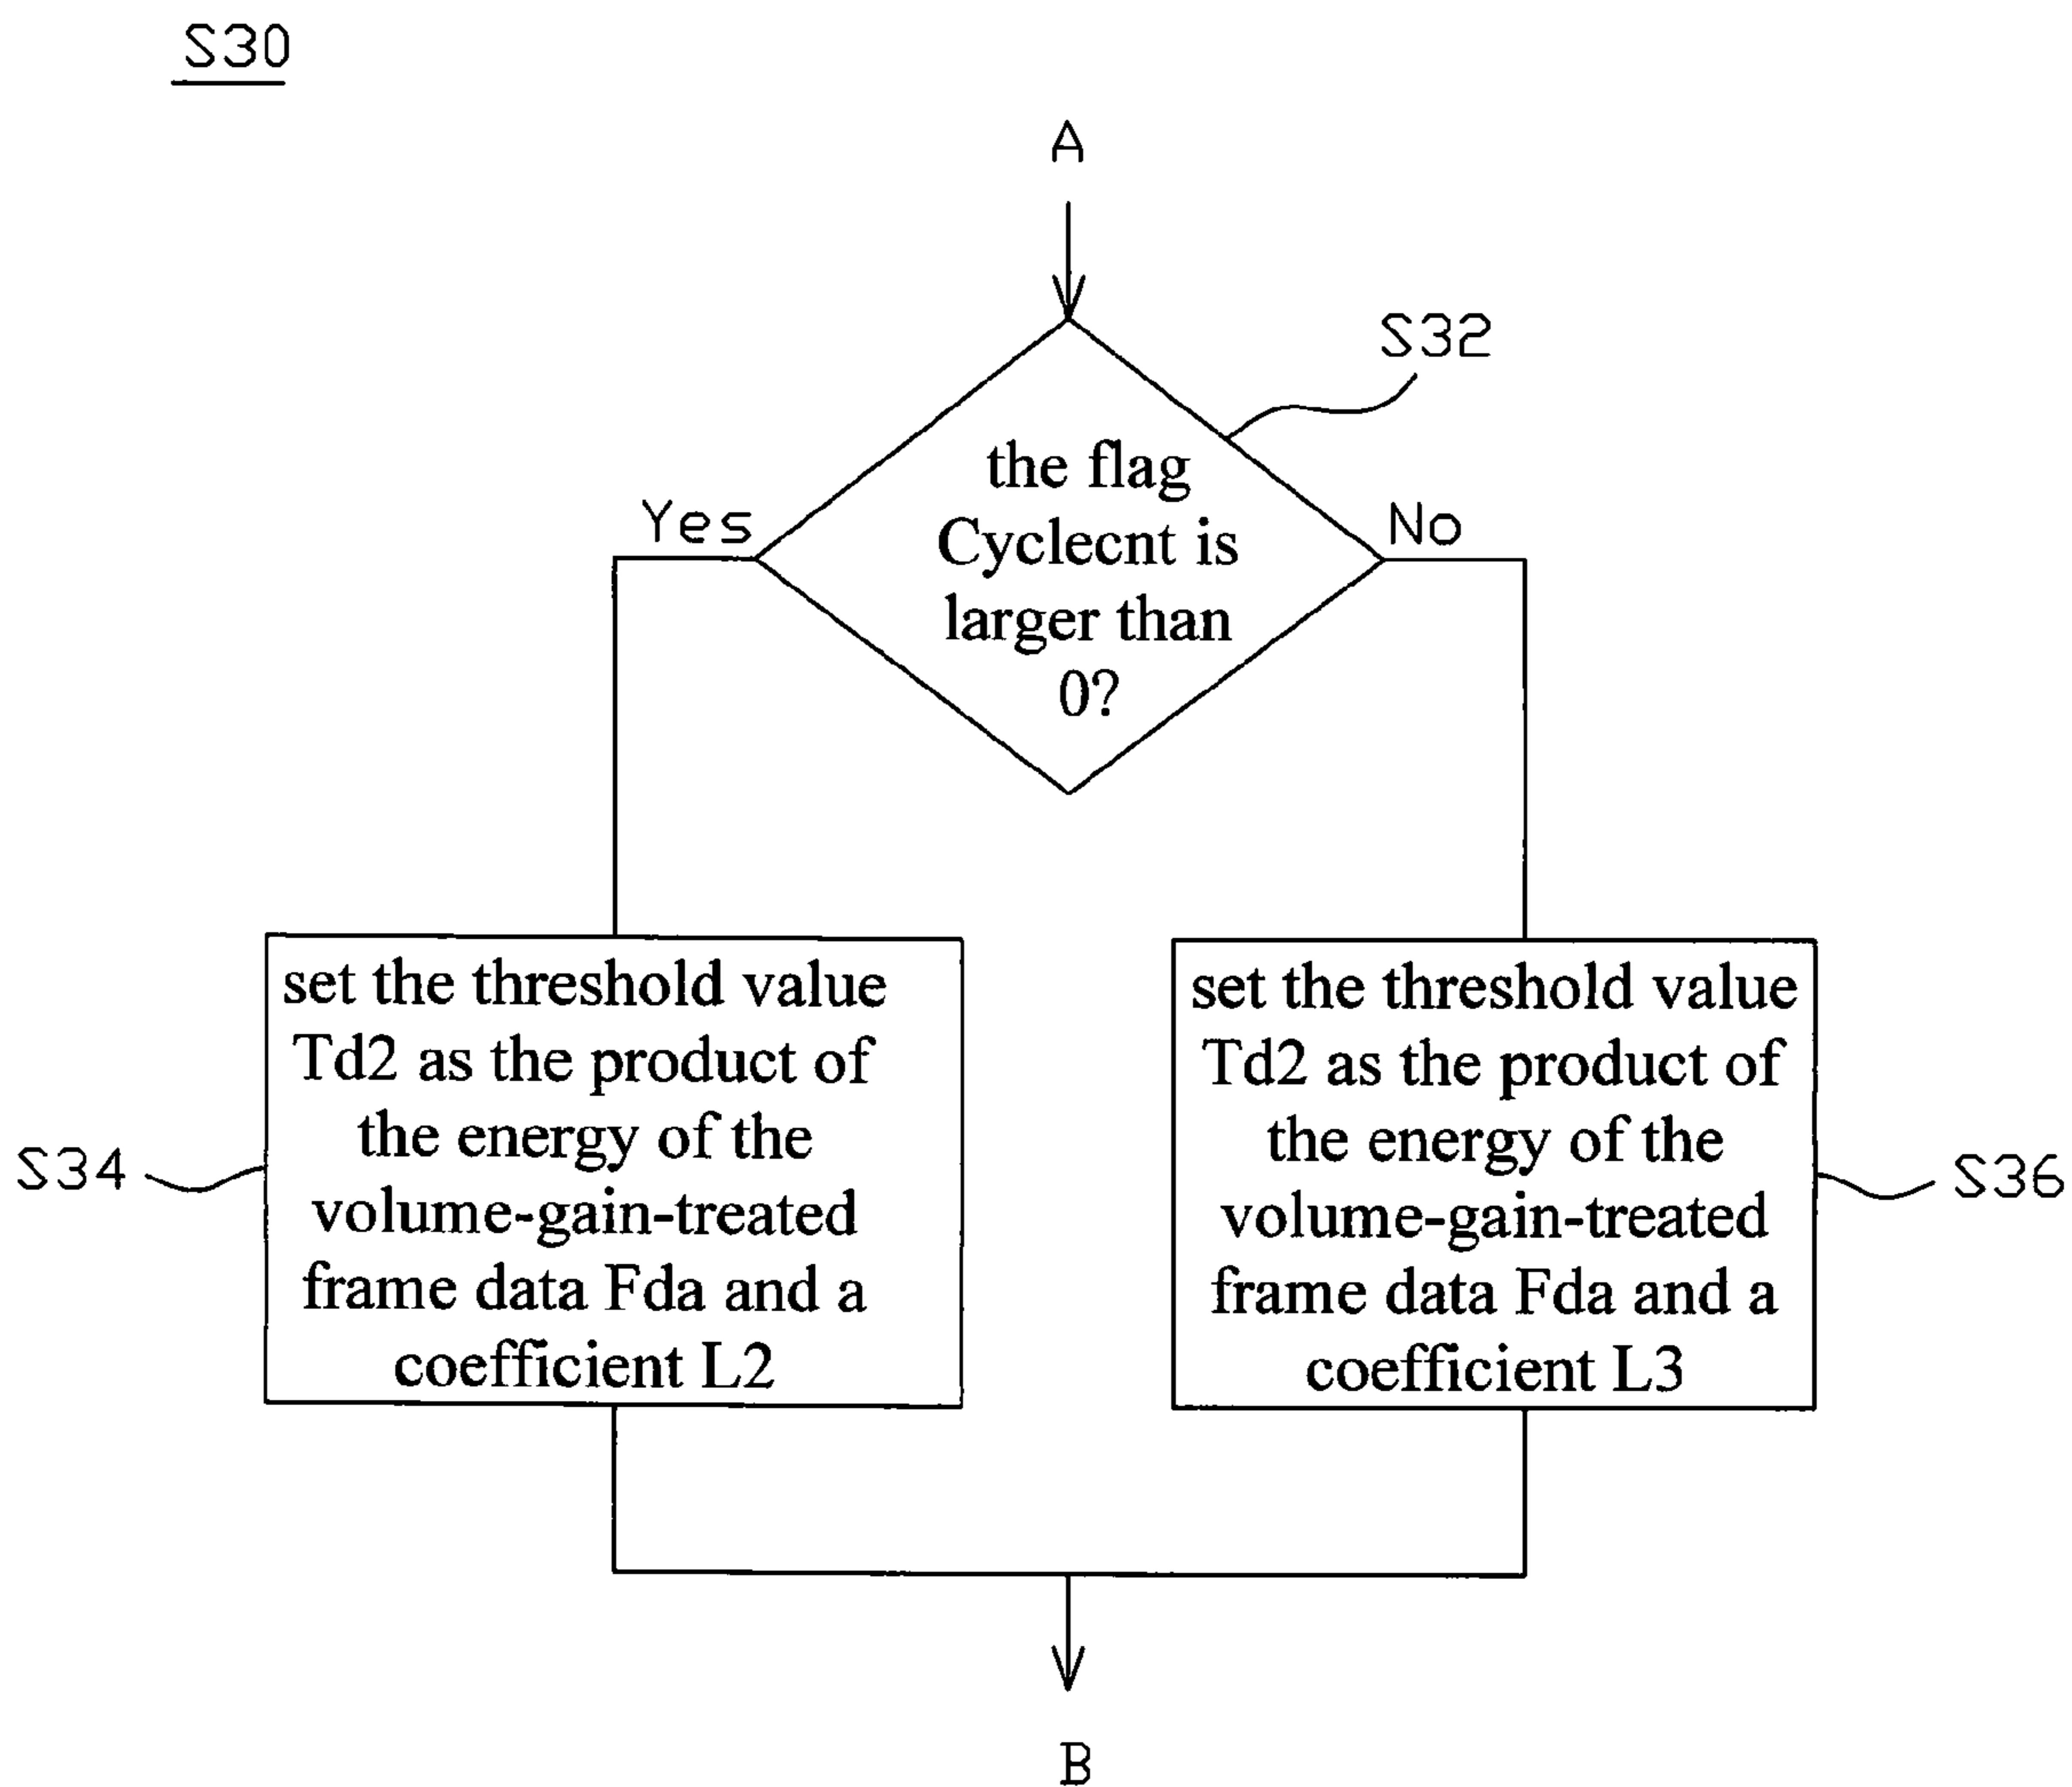 S30
A
S32
the flag
Cyclecnt is
larger than
0?
Yes
No
set the threshold value
Td2 as the product of
the energy of the
volume-gain-treated
frame data Fda and a
coefficient L2
S34
set the threshold value
Td2 as the product of
the energy of the
volume-gain-treated
frame data Fda and a
coefficient L3
S36
B